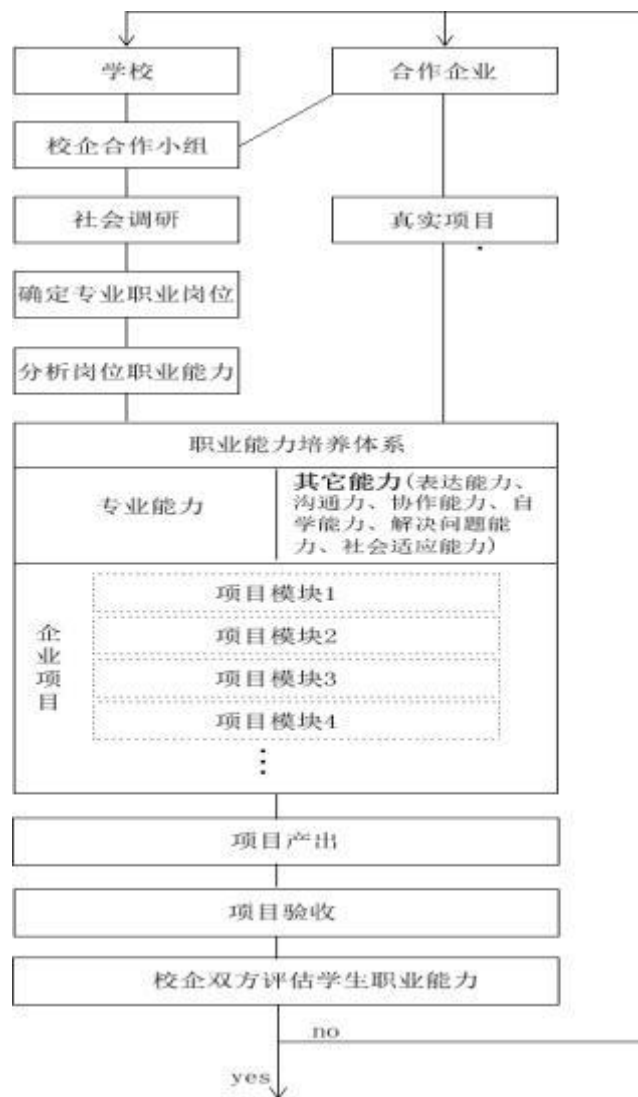 学校
合作企业
校企合作小组
社会调研
真实项目
确定专业职业岗位
分析岗位职业能力
职业能力培养体系
专业能力
其它能力(表达能力、
沟通力、协作能力、自
学能力、解决问题能
力、社会适应能力)
企业项目
项目模块1
项目模块2
项目模块3
项目模块4
⋮
项目产出
项目验收
校企双方评估学生职业能力
no
yes